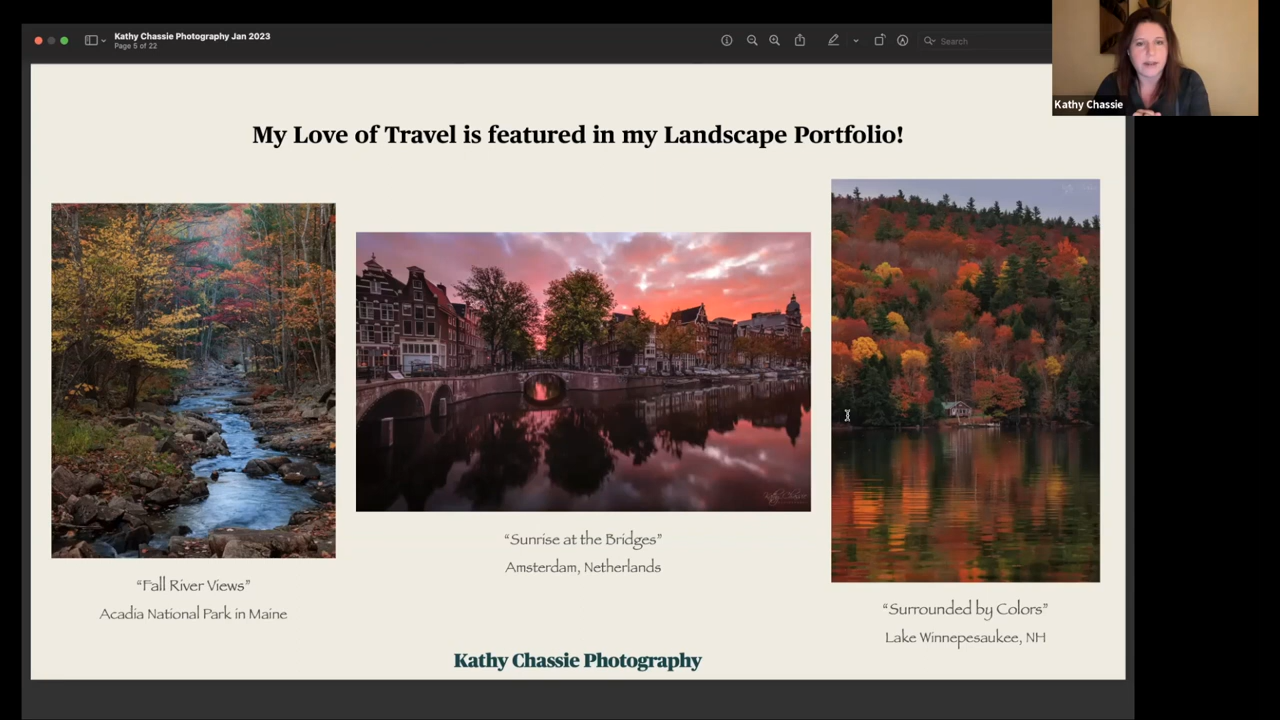 Kathy Chassie Photography Jan 2023
Page 5 of 22
Search
Kathy Chassie
My Love of Travel is featured in my Landscape Portfolio!
Kathy Chassie
“Sunrise at the Bridges”
Amsterdam, Netherlands
“Fall River Views”
Acadia National Park in Maine
“Surrounded by Colors”
Lake Winnepesaukee, NH
Kathy Chassie Photography